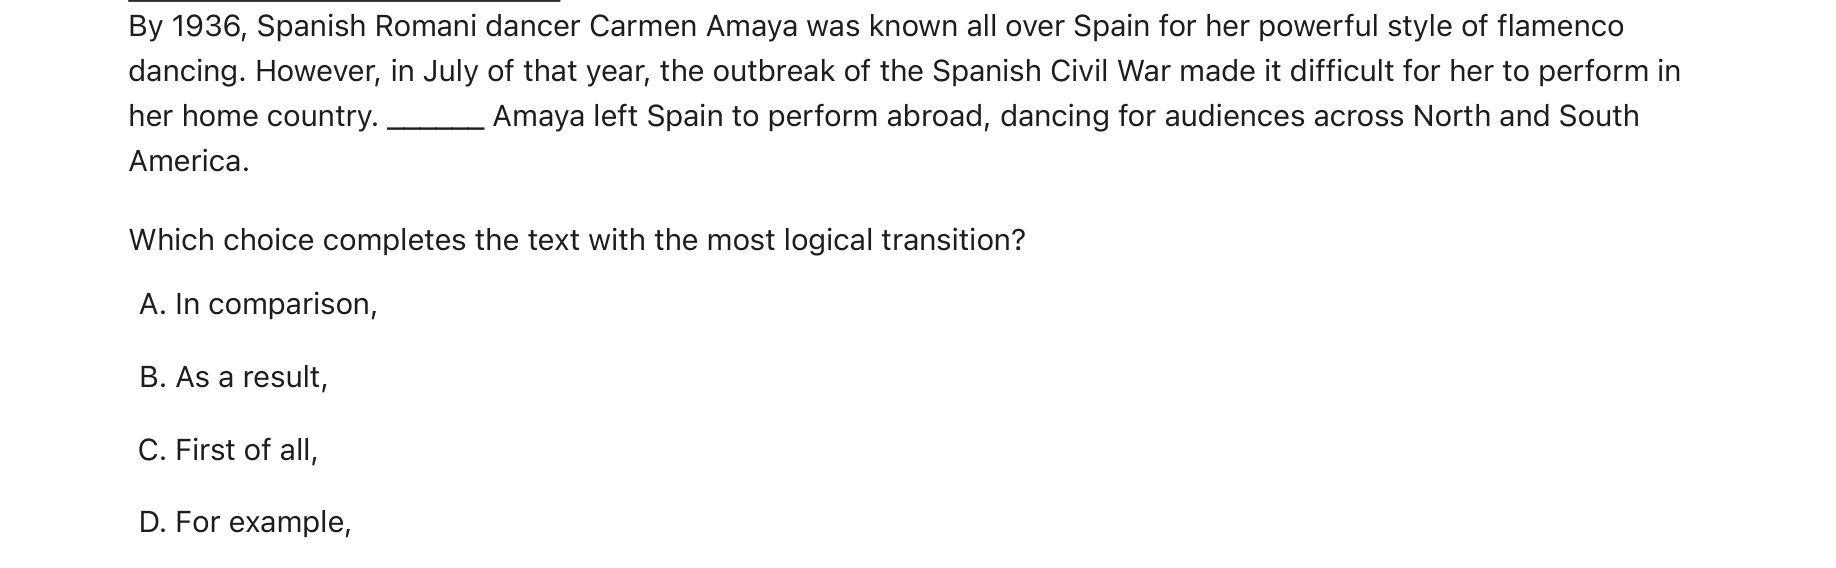 By 1936, Spanish Romani dancer Carmen Amaya was known all over Spain for her powerful style of flamenco
dancing. However, in July of that year, the outbreak of the Spanish Civil War made it difficult for her to perform in
her home country. ______ Amaya left Spain to perform abroad, dancing for audiences across North and South
America.
Which choice completes the text with the most logical transition?
A. In comparison,
B. As a result,
C. First of all,
D. For example,